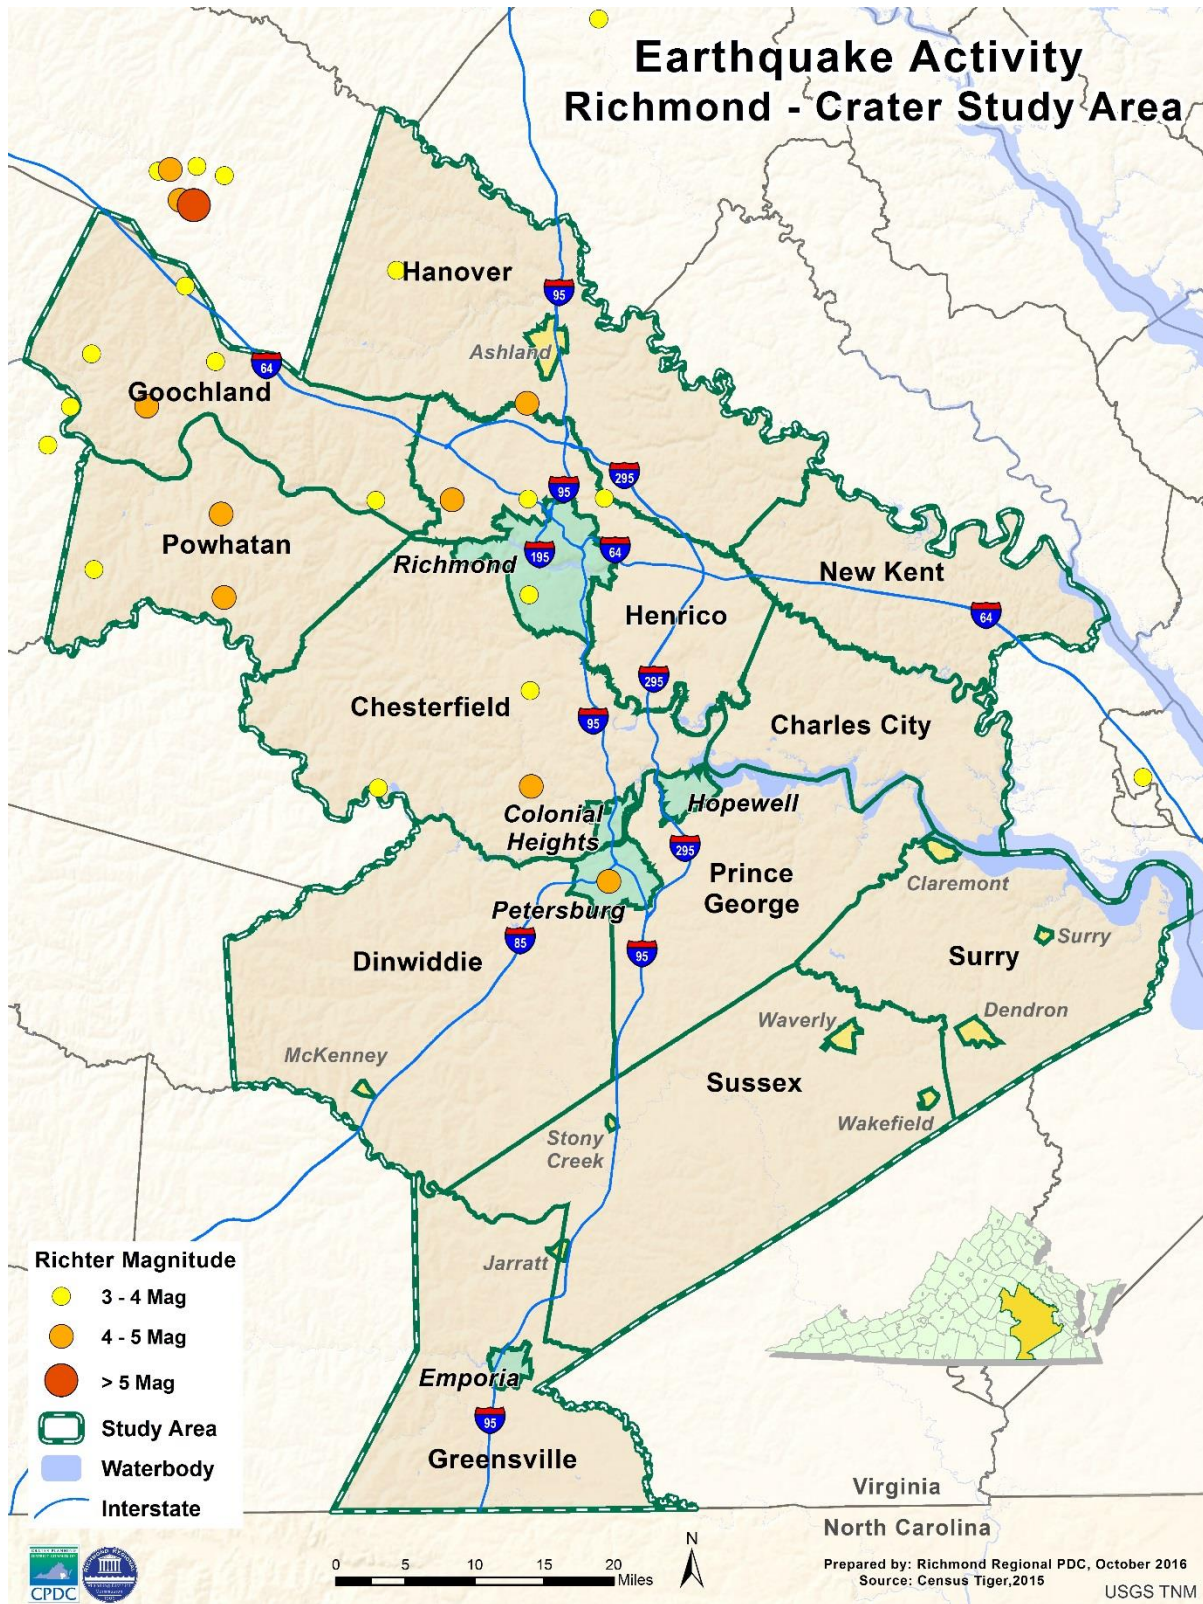 Earthquake Activity
Richmond - Crater Study Area
Hanover
95
Ashland
64
Goochland
295
95
Powhatan
Richmond
195
64
New Kent
Henrico
64
295
Chesterfield
95
Charles City
Colonial
Heights
Hopewell
295
Prince
George
Claremont
Petersburg
85
Dinwiddie
95
Surry
Surry
Waverly
Dendron
McKenney
Sussex
Wakefield
Stony
Creek
Jarratt
Emporia
95
Greensville
Richter Magnitude
3 - 4 Mag
4 - 5 Mag
> 5 Mag
Study Area
Waterbody
Interstate
Virginia
North Carolina
CPDC
0 5 10 20
Miles
N
Prepared by: Richmond Regional PDC, October 2016
Source: Census Tiger,2015
USGS TNM